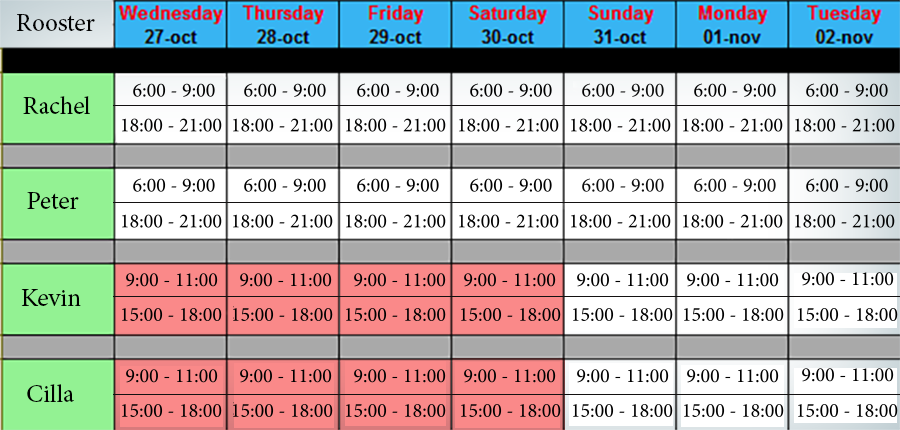 Rooster Wednesday Thursday Friday Saturday Sunday Monday Tuesday
27-oct 28-oct 29-oct 30-oct 31-oct 01-nov 02-nov
Rachel
6:00 - 9:00 6:00 - 9:00 6:00 - 9:00 6:00 - 9:00 6:00 - 9:00 6:00 - 9:00 6:00 - 9:00
18:00 - 21:00 18:00 - 21:00 18:00 - 21:00 18:00 - 21:00 18:00 - 21:00 18:00 - 21:00 18:00 - 21:00
Peter
6:00 - 9:00 6:00 - 9:00 6:00 - 9:00 6:00 - 9:00 6:00 - 9:00 6:00 - 9:00 6:00 - 9:00
18:00 - 21:00 18:00 - 21:00 18:00 - 21:00 18:00 - 21:00 18:00 - 21:00 18:00 - 21:00 18:00 - 21:00
Kevin
9:00 - 11:00 9:00 - 11:00 9:00 - 11:00 9:00 - 11:00 9:00 - 11:00 9:00 - 11:00 9:00 - 11:00
15:00 - 18:00 15:00 - 18:00 15:00 - 18:00 15:00 - 18:00 15:00 - 18:00 15:00 - 18:00 15:00 - 18:00
Cilla
9:00 - 11:00 9:00 - 11:00 9:00 - 11:00 9:00 - 11:00 9:00 - 11:00 9:00 - 11:00 9:00 - 11:00
15:00 - 18:00 15:00 - 18:00 15:00 - 18:00 15:00 - 18:00 15:00 - 18:00 15:00 - 18:00 15:00 - 18:00